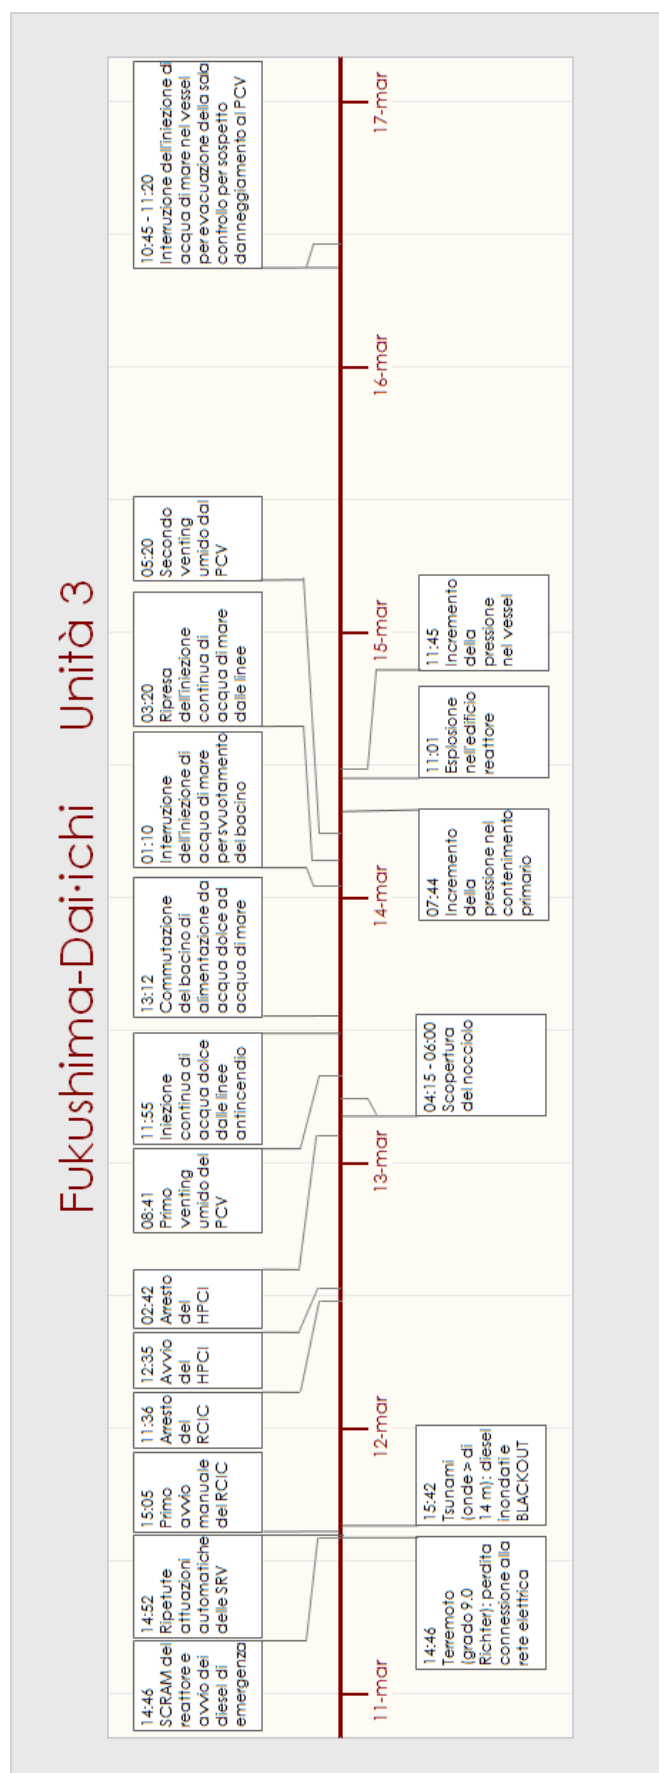 Fukushima-Dai-ichi Unità 3
14:46
SCRAM del
reattore e
avvio dei
diesel di
emergenza
14:52
Ripetute
attuazioni
automatiche
delle SRV
15:05
Primo
avvio
manuale
del RCIC
11:36
Arresto
del
RCIC
12:35
Avvio
del
HPCI
02:42
Arresto
del
HPCI
08:41
Primo
venting
umido del
PCV
11:55
Iniezione
continua di
acqua dolce
dalle linee
antincendio
13:12
Commutazione
del bacino di
alimentazione da
acqua dolce ad
acqua di mare
01:10
Interruzione
dell'iniezione di
acqua di mare
per svuotamento
del bacino
03:20
Ripresa
dell'iniezione
continua di
acqua di mare
dalle linee
05:20
Secondo
venting
umido dal
PCV
10:45 - 11:20
Interruzione dell'iniezione di
acqua di mare nel vessel
per evacuazione della sala
controllo per sospetto
danneggiamento al PCV
11-mar
12-mar
13-mar
14-mar
15-mar
16-mar
17-mar
14:46
Terremoto
(grado 9.0
Richter): perdita
connessione alla
rete elettrica
15:42
Tsunami
(onde > di
14 m): diesel
inondati e
BLACKOUT
04:15 - 06:00
Scopertura
del nocciolo
07:44
Incremento
della
pressione nel
contenimento
primario
11:01
Esplosione
nell'edificio
reattore
11:45
Incremento
della
pressione
nel vessel